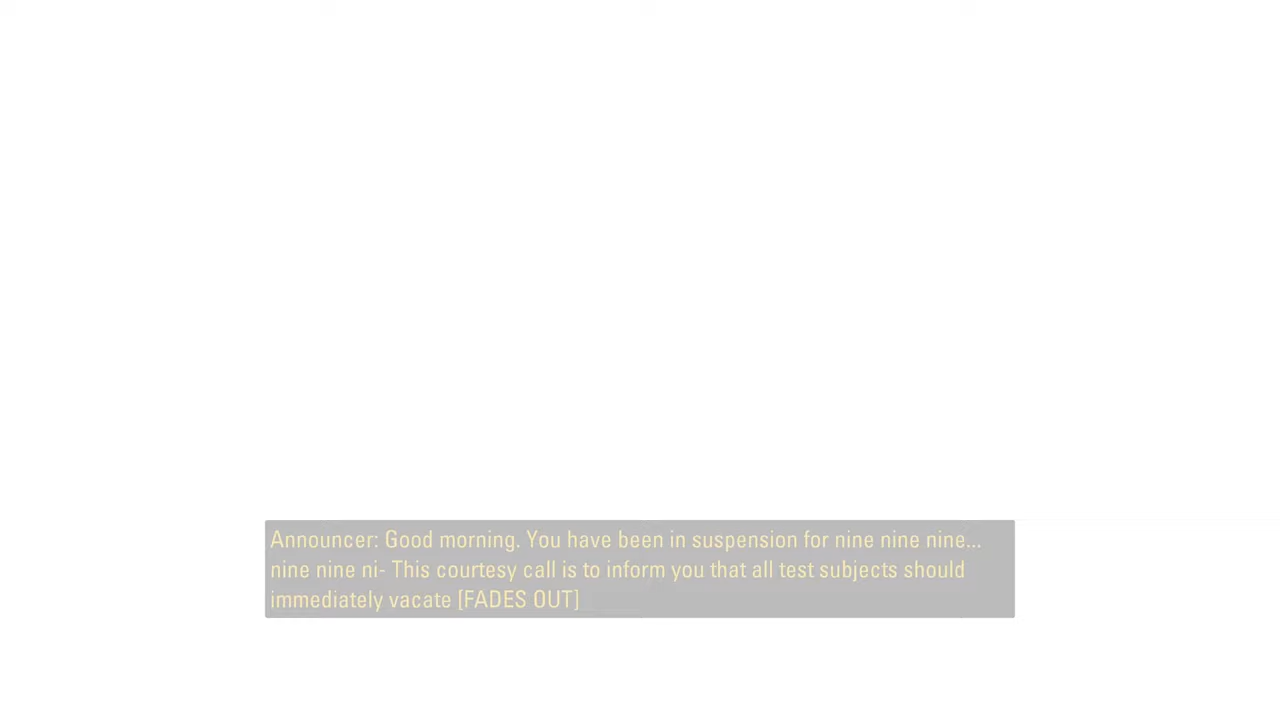 Announcer: Good morning. You have been in suspension for nine nine nine...
nine nine ni- This courtesy call is to inform you that all test subjects should
immediately vacate [FADES OUT]